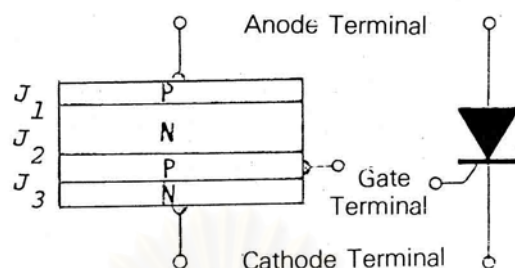 Anode Terminal
J1
P
N
J2
P
J3
N
Gate
Terminal
Cathode Terminal